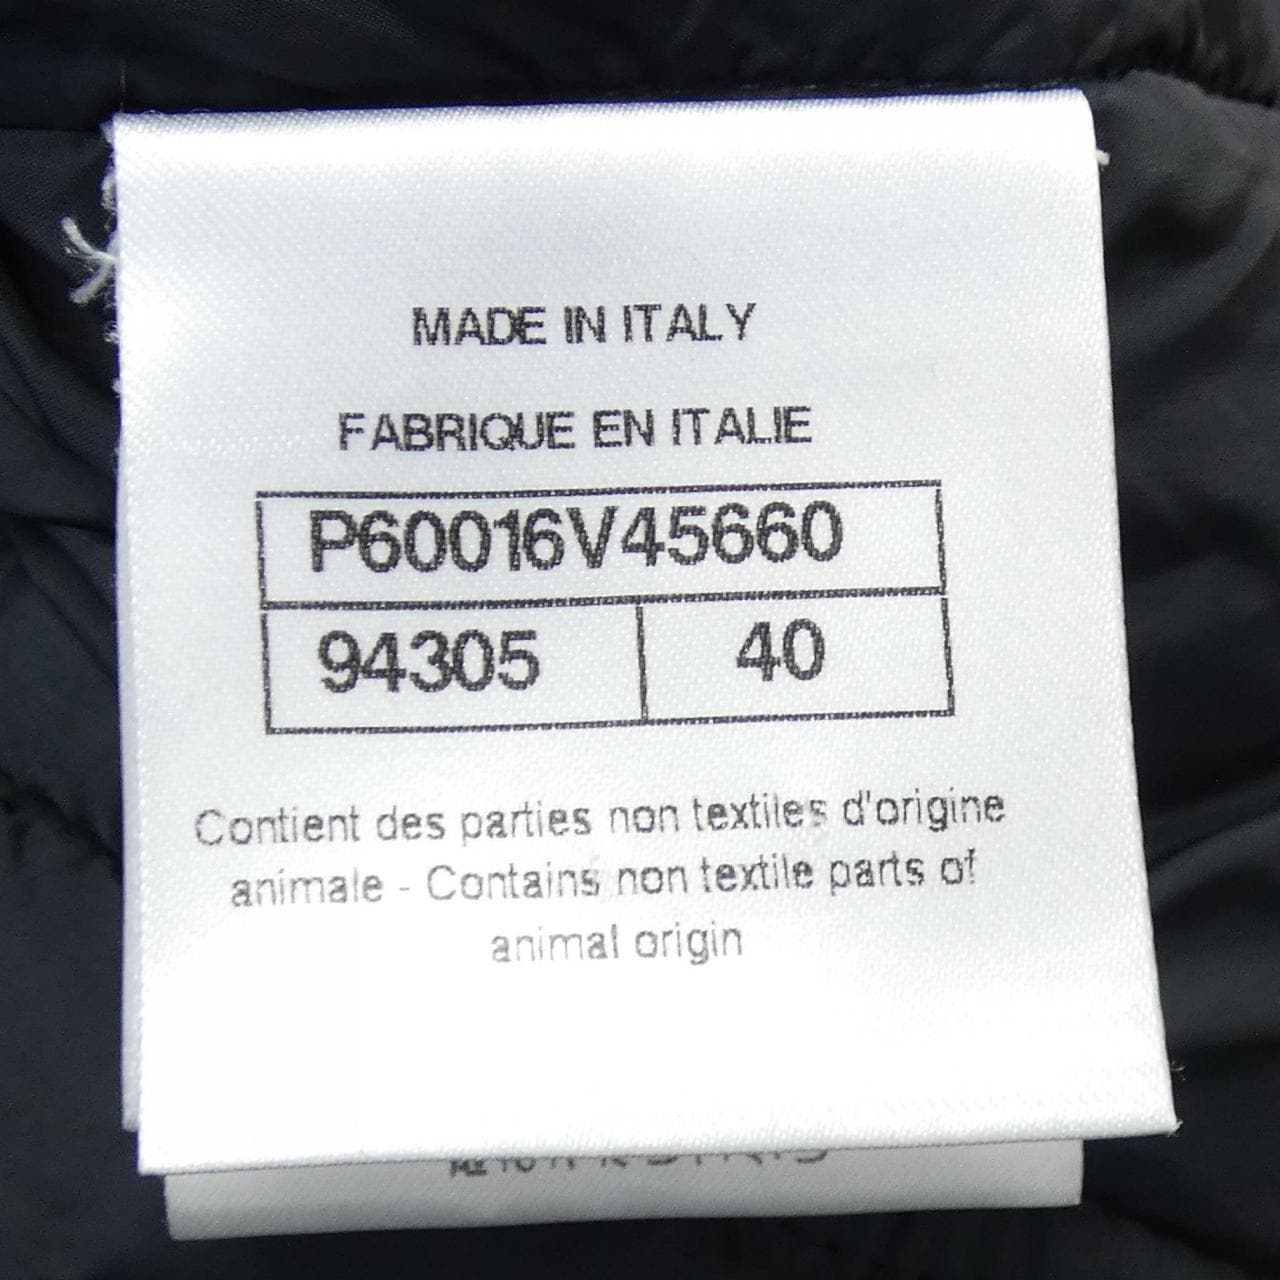 MADE IN ITALY
FABRIQUE EN ITALIE
P60016V45660
94305 40
Contient des parties non textiles d'origine
animale - Contains non textile parts of
animal origin